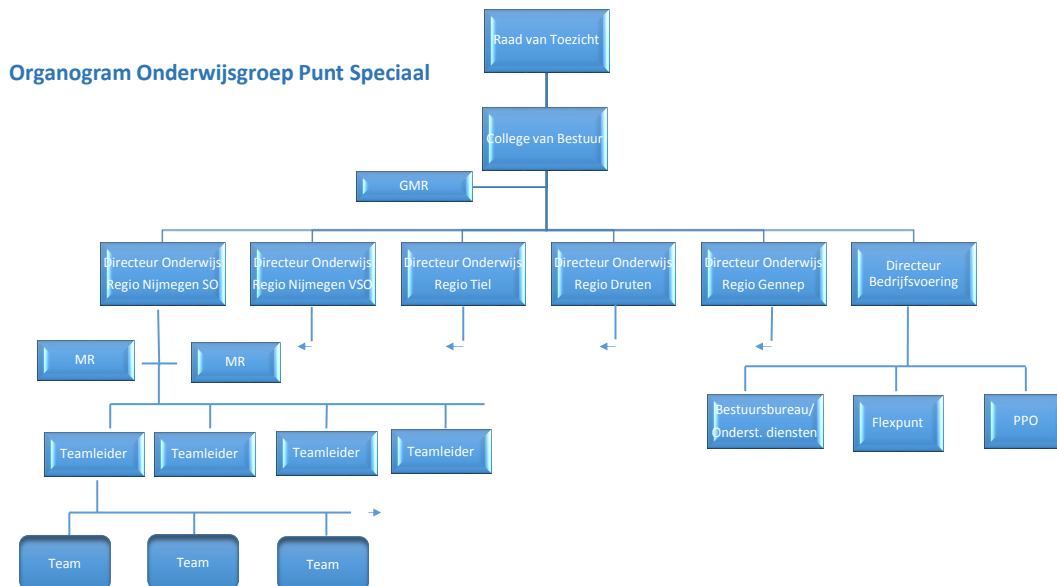 Raad van Toezicht
Organogram Onderwijsgroep Punt Speciaal
College van Bestuur
GMR
Directeur Onderwijs
Regio Nijmegen SO
Directeur Onderwijs
Regio Nijmegen VSO
Directeur Onderwijs
Regio Tiel
Directeur Onderwijs
Regio Druten
Directeur Onderwijs
Regio Gennep
Directeur
Bedrijfsvoering
MR
MR
Bestuursbureau/
Onderst. diensten
Flexpunt
PPO
Teamleider
Teamleider
Teamleider
Teamleider
Team
Team
Team